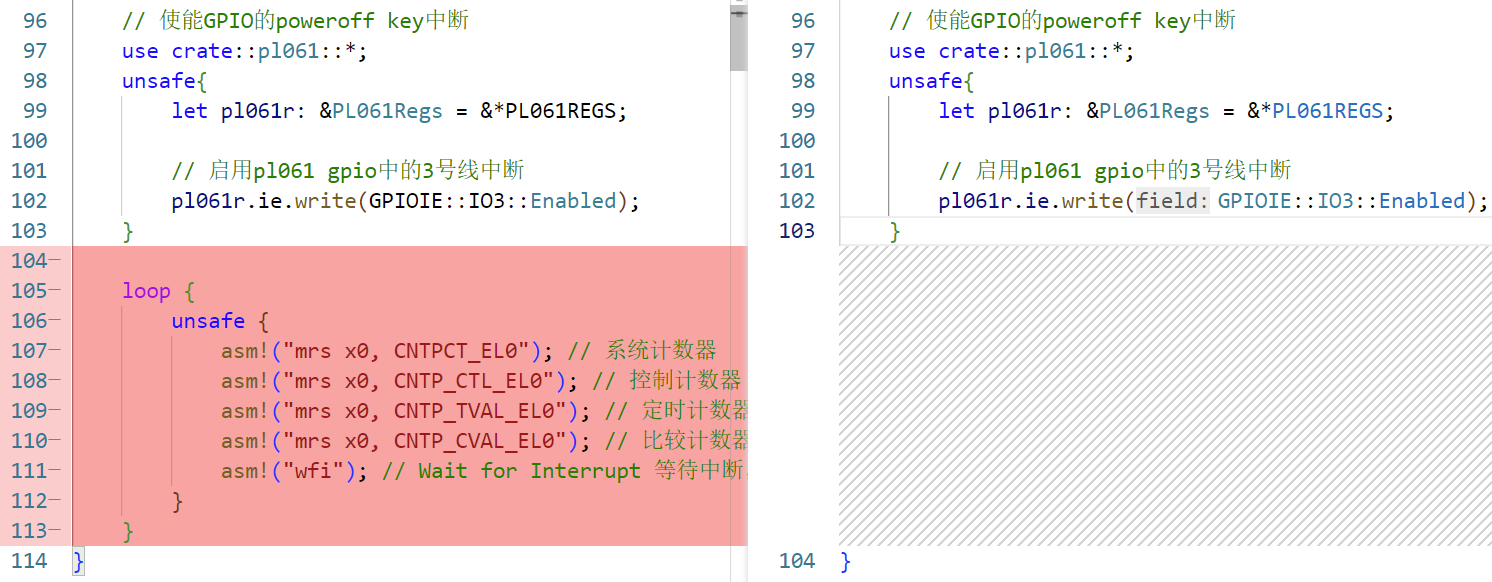 96 // 使能GPIO的poweroff key中断
97 use crate::pl061::*;
98 unsafe{
99 let pl061r: &PL061Regs = &*PL061REGS;
100
101 // 启用pl061 gpio中的3号线中断
102 pl061r.ie.write(GPIOIE::IO3::Enabled);
103 }
104−
105− loop {
106− unsafe {
107− asm!("mrs x0, CNTPCT_EL0"); // 系统计数器
108− asm!("mrs x0, CNTP_CTL_EL0"); // 控制计数器
109− asm!("mrs x0, CNTP_TVAL_EL0"); // 定时计数器
110− asm!("mrs x0, CNTP_CVAL_EL0"); // 比较计数器
111− asm!("wfi"); // Wait for Interrupt 等待中断
112− }
113− }
114 }
96 // 使能GPIO的poweroff key中断
97 use crate::pl061::*;
98 unsafe{
99 let pl061r: &PL061Regs = &*PL061REGS;
100
101 // 启用pl061 gpio中的3号线中断
102 pl061r.ie.write(field: GPIOIE::IO3::Enabled);
103 }
104 }